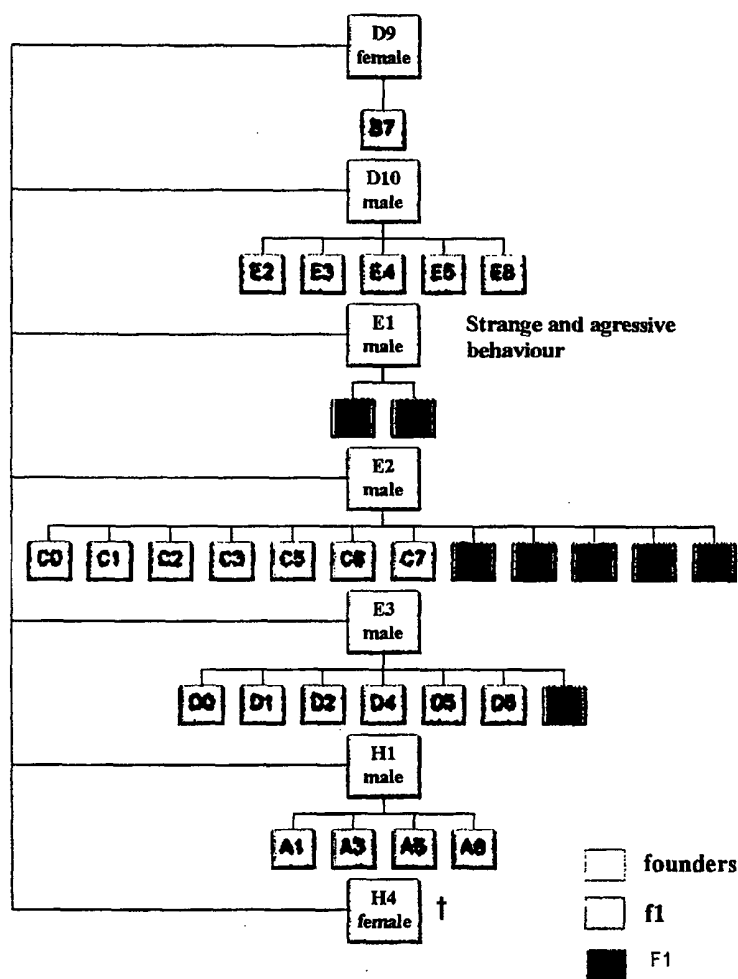 D9
female
B7
D10
male
E2 E3 E4 E5 E8
E1
male
Strange and agressive
behaviour
E2
male
C0 C1 C2 C3 C5 C6 C7
E3
male
D0 D1 D2 D4 D5 D6
H1
male
A1 A3 A5 A6
H4
female
†
founders
f1
F1